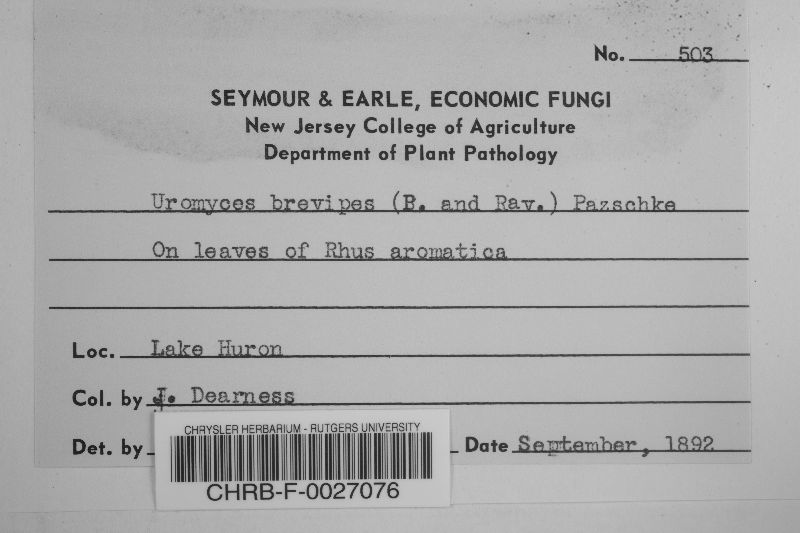 No. 503
SEYMOUR & EARLE, ECONOMIC FUNGI
New Jersey College of Agriculture
Department of Plant Pathology
Uromyces brevipes (B. and Rav.) Pazschke
On leaves of Rhus aromatica
Loc. Lake Huron
Col. by J. Dearness
Det. by
Date September, 1892
CHRYSLER HERBARIUM - RUTGERS UNIVERSITY
CHRB-F-0027076